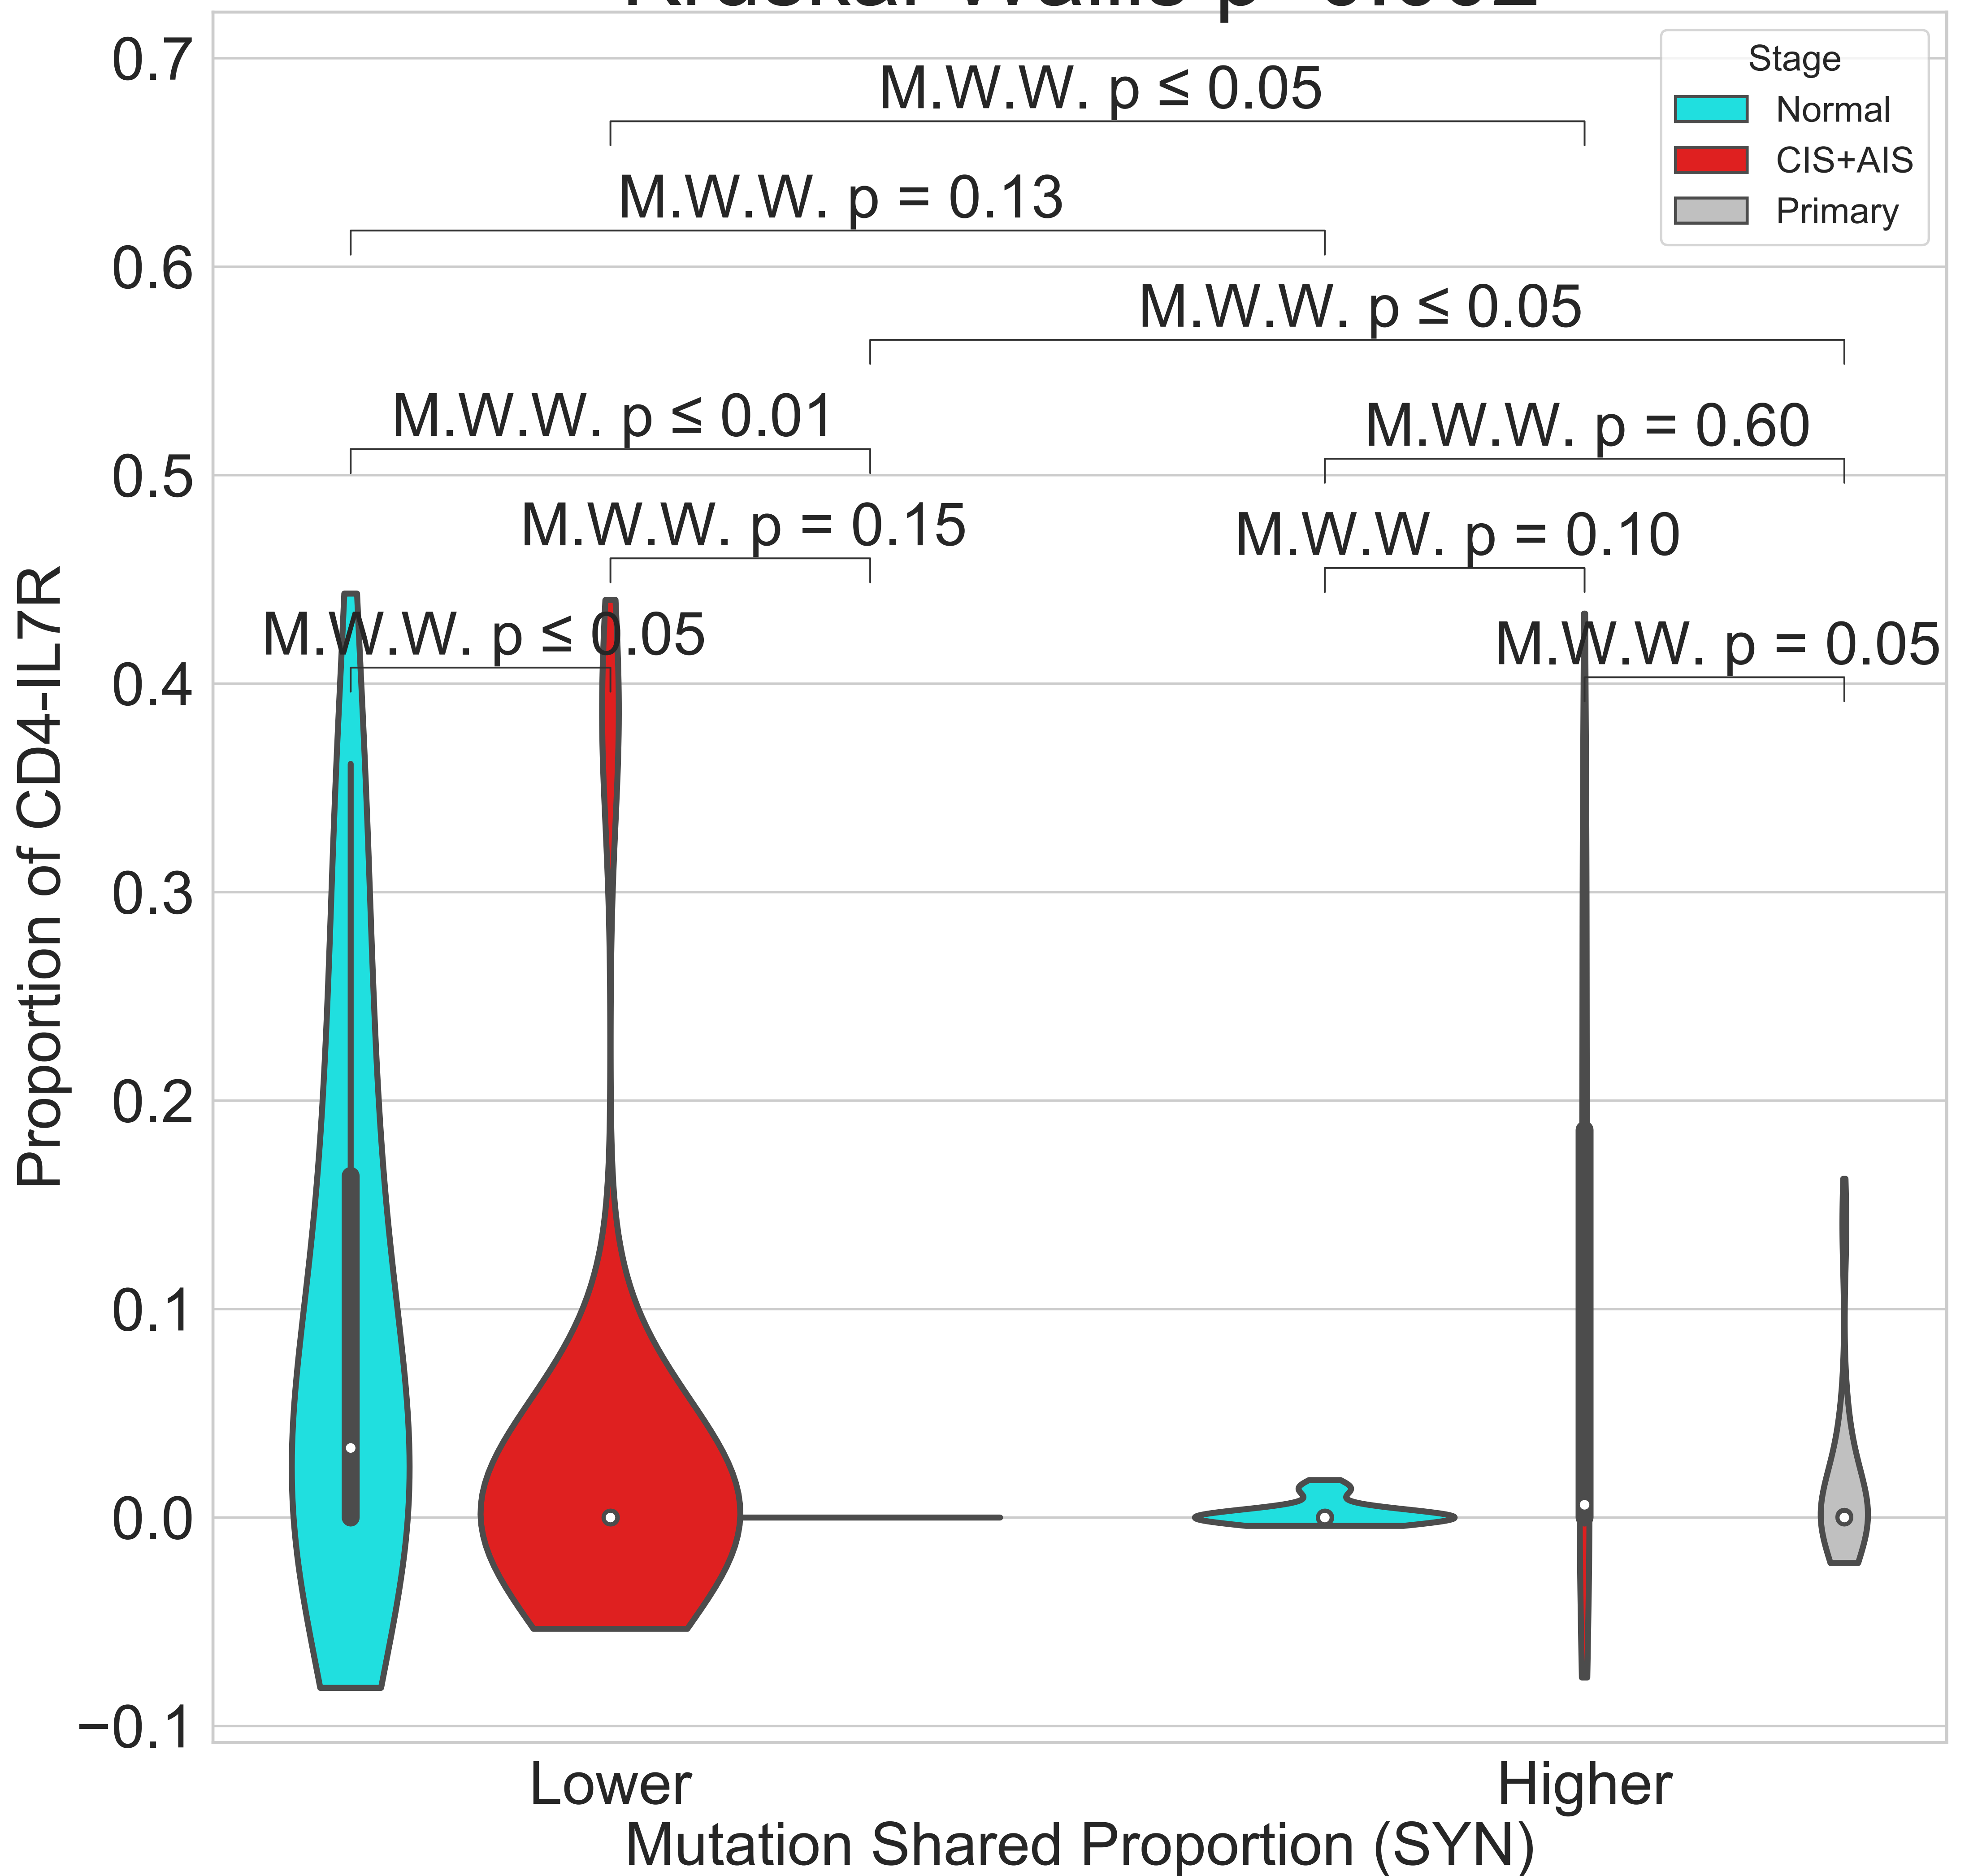 0.7
0.6
0.5
0.4
0.3
0.2
0.1
0.0
−0.1
Proportion of CD4-IL7R
M.W.W. p ≤ 0.05
M.W.W. p = 0.13
M.W.W. p ≤ 0.05
M.W.W. p ≤ 0.01
M.W.W. p = 0.60
M.W.W. p = 0.15
M.W.W. p = 0.10
M.W.W. p ≤ 0.05
M.W.W. p = 0.05
Stage
Normal
CIS+AIS
Primary
Lower
Higher
Mutation Shared Proportion (SYN)